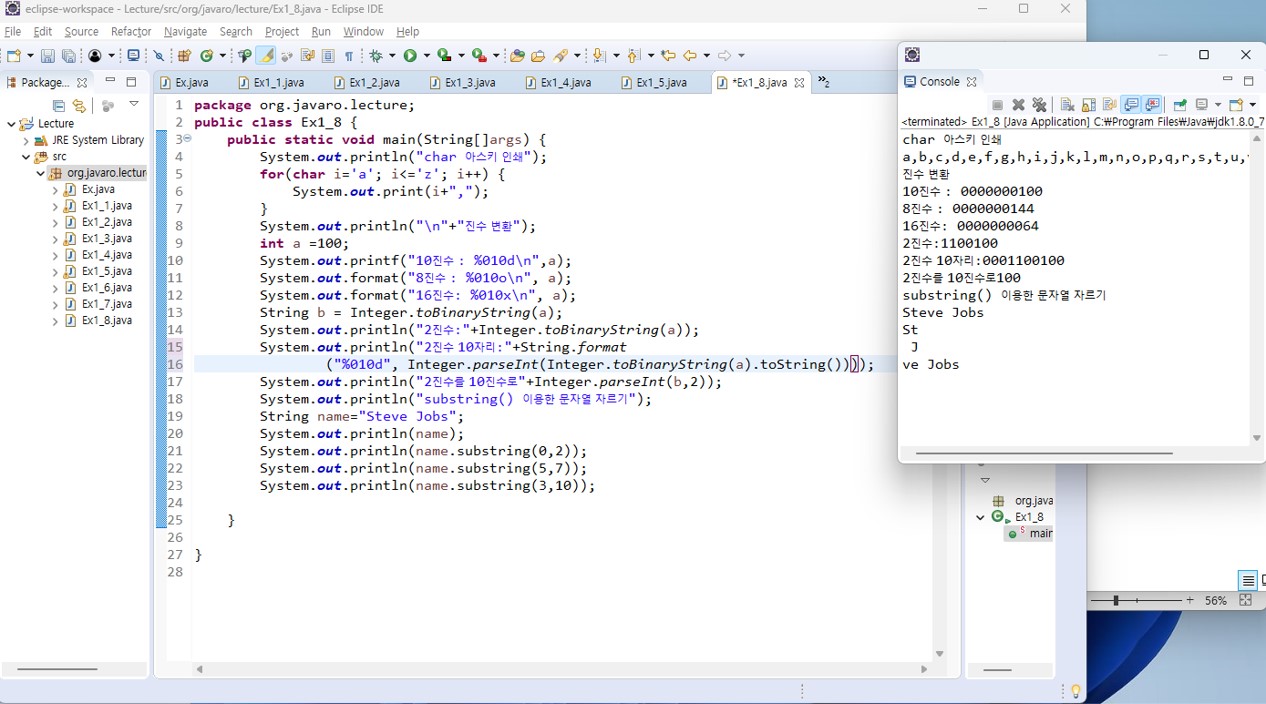 eclipse-workspace - Lecture/src/org/javaro/lecture/Ex1_8.java - Eclipse IDE
File Edit Source Refactor Navigate Search Project Run Window Help
Package...
Ex.java Ex1_1.java Ex1_2.java Ex1_3.java Ex1_4.java Ex1_5.java *Ex1_8.java »2
Lecture
JRE System Library
src
org.javaro.lectur
Ex.java
Ex1_1.java
Ex1_2.java
Ex1_3.java
Ex1_4.java
Ex1_5.java
Ex1_6.java
Ex1_7.java
Ex1_8.java
1 package org.javaro.lecture;
2 public class Ex1_8 {
3 public static void main(String[]args) {
4 System.out.println("char 아스키 인쇄");
5 for(char i='a'; i<='z'; i++) {
6 System.out.print(i+",");
7 }
8 System.out.println("\n"+"진수 변환");
9 int a =100;
10 System.out.printf("10진수 : %010d\n",a);
11 System.out.format("8진수 : %010o\n", a);
12 System.out.format("16진수: %010x\n", a);
13 String b = Integer.toBinaryString(a);
14 System.out.println("2진수:"+Integer.toBinaryString(a));
15 System.out.println("2진수 10자리:"+String.format
16 ("%010d", Integer.parseInt(Integer.toBinaryString(a).toString())));
17 System.out.println("2진수를 10진수로"+Integer.parseInt(b,2));
18 System.out.println("substring() 이용한 문자열 자르기");
19 String name="Steve Jobs";
20 System.out.println(name);
21 System.out.println(name.substring(0,2));
22 System.out.println(name.substring(5,7));
23 System.out.println(name.substring(3,10));
24
25 }
26
27 }
28
Console
<terminated> Ex1_8 [Java Application] C:₩Program Files₩Java₩jdk1.8.0_7
char 아스키 인쇄
a,b,c,d,e,f,g,h,i,j,k,l,m,n,o,p,q,r,s,t,u,
진수 변환
10진수 : 0000000100
8진수 : 0000000144
16진수: 0000000064
2진수:1100100
2진수 10자리:0001100100
2진수를 10진수로100
substring() 이용한 문자열 자르기
Steve Jobs
St
J
ve Jobs
org.java
Ex1_8
main
56%